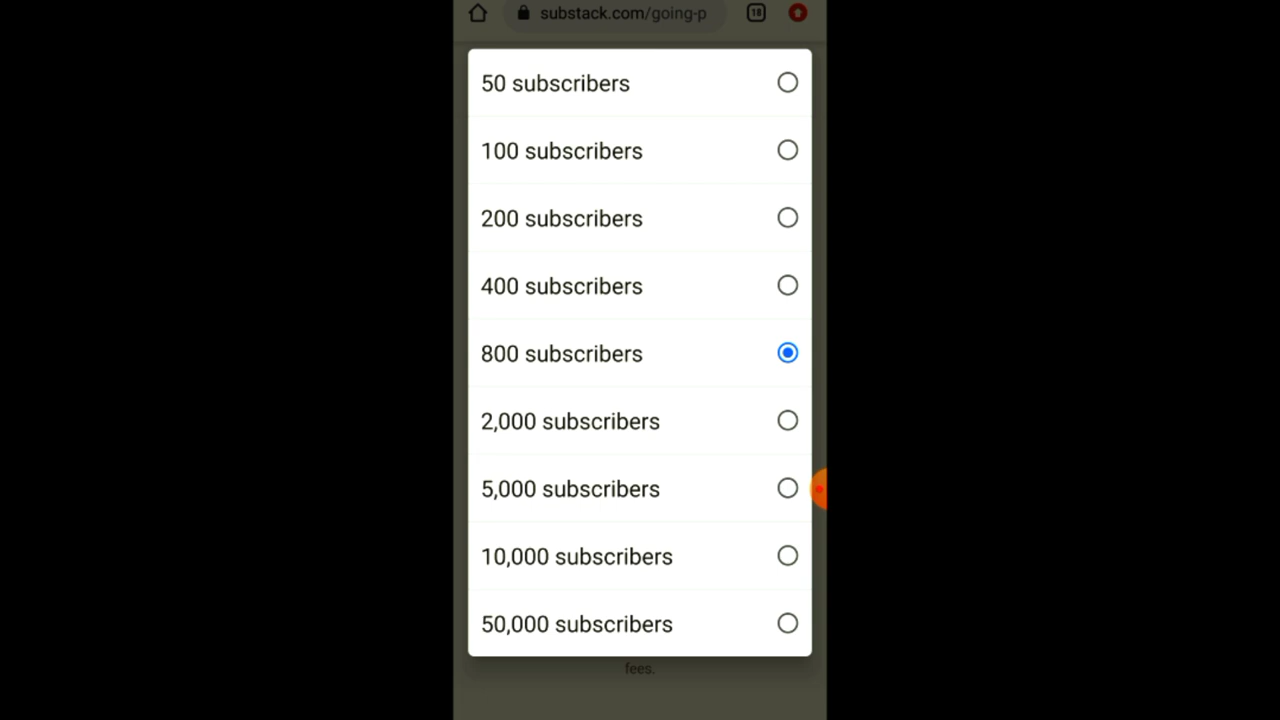 substack.com/going-p
18
50 subscribers
100 subscribers
200 subscribers
400 subscribers
800 subscribers
2,000 subscribers
5,000 subscribers
10,000 subscribers
50,000 subscribers
fees.